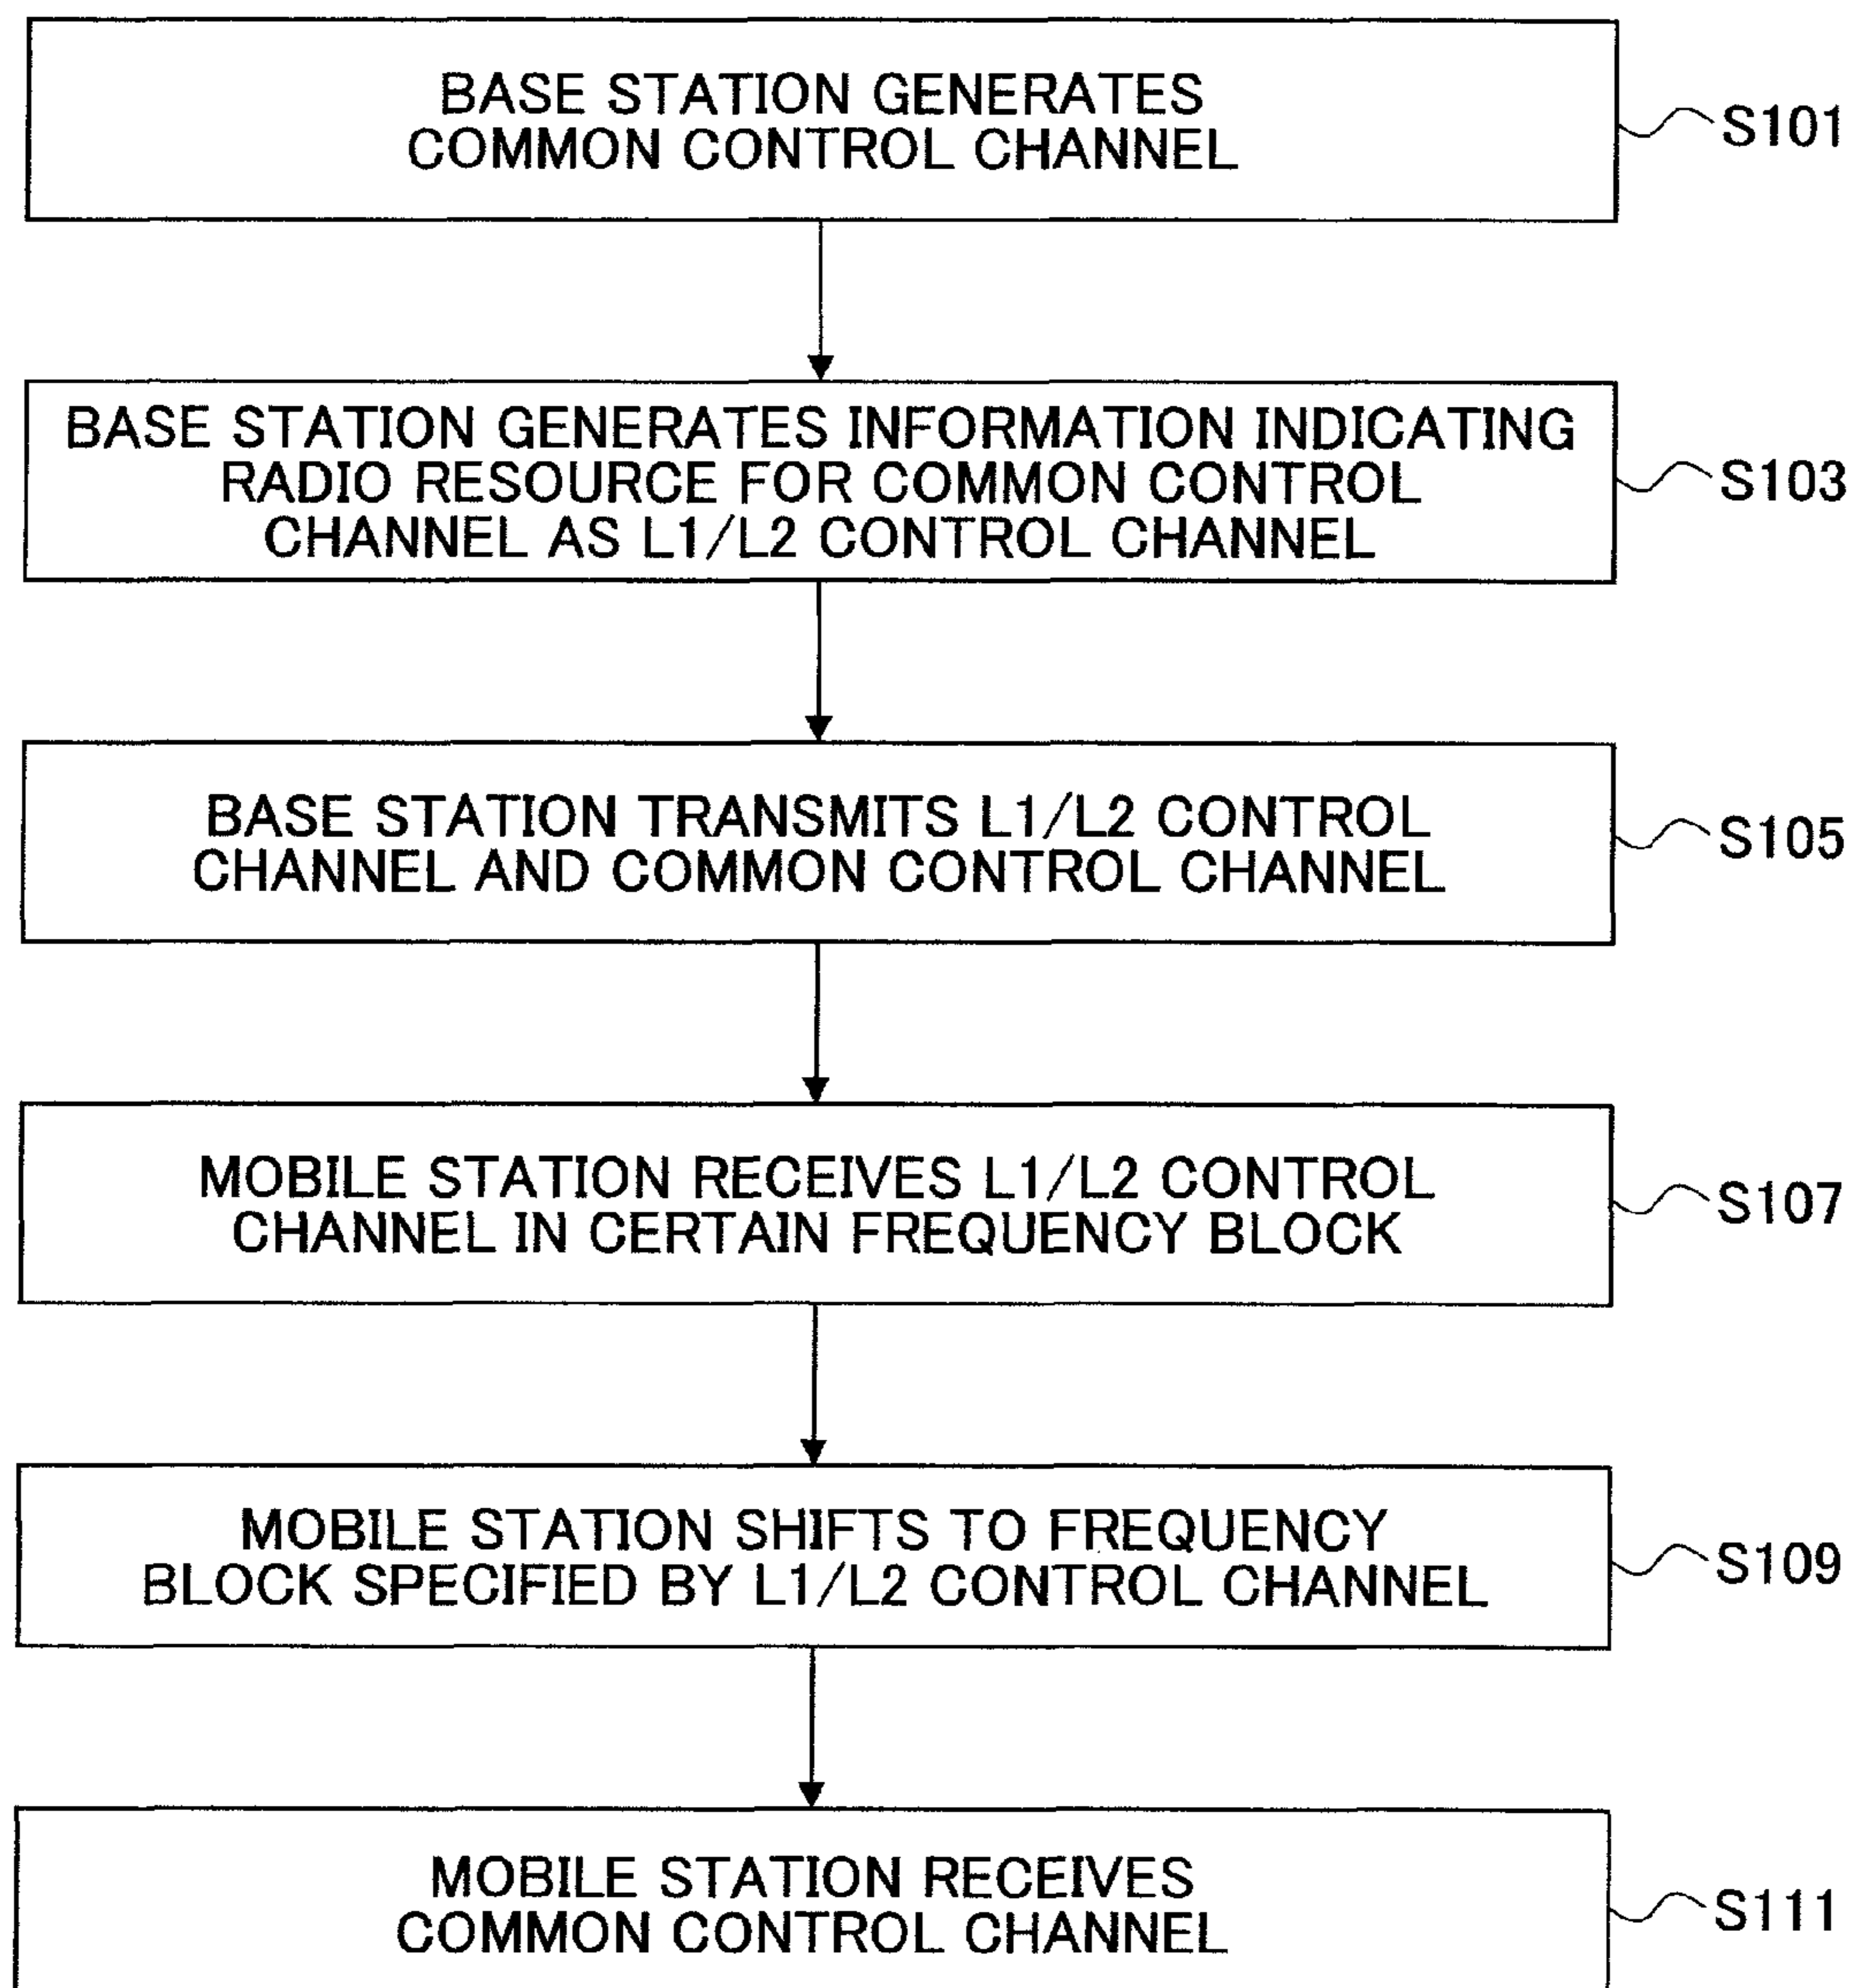 BASE STATION GENERATES
COMMON CONTROL CHANNEL
S101
BASE STATION GENERATES INFORMATION INDICATING
RADIO RESOURCE FOR COMMON CONTROL
CHANNEL AS L1/L2 CONTROL CHANNEL
S103
BASE STATION TRANSMITS L1/L2 CONTROL
CHANNEL AND COMMON CONTROL CHANNEL
S105
MOBILE STATION RECEIVES L1/L2 CONTROL
CHANNEL IN CERTAIN FREQUENCY BLOCK
S107
MOBILE STATION SHIFTS TO FREQUENCY
BLOCK SPECIFIED BY L1/L2 CONTROL CHANNEL
S109
MOBILE STATION RECEIVES
COMMON CONTROL CHANNEL
S111